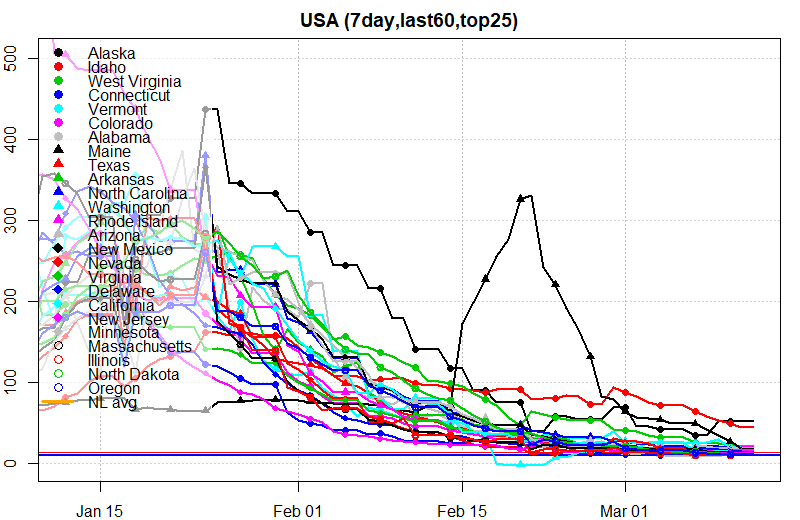 USA (7day,last60,top25)
500
400
300
200
100
0
Alaska
Idaho
West Virginia
Connecticut
Vermont
Colorado
Alabama
Maine
Texas
Arkansas
North Carolina
Washington
Rhode Island
Arizona
New Mexico
Nevada
Virginia
Delaware
California
New Jersey
Minnesota
Massachusetts
Illinois
North Dakota
Oregon
NL avg
Jan 15 Feb 01 Feb 15 Mar 01